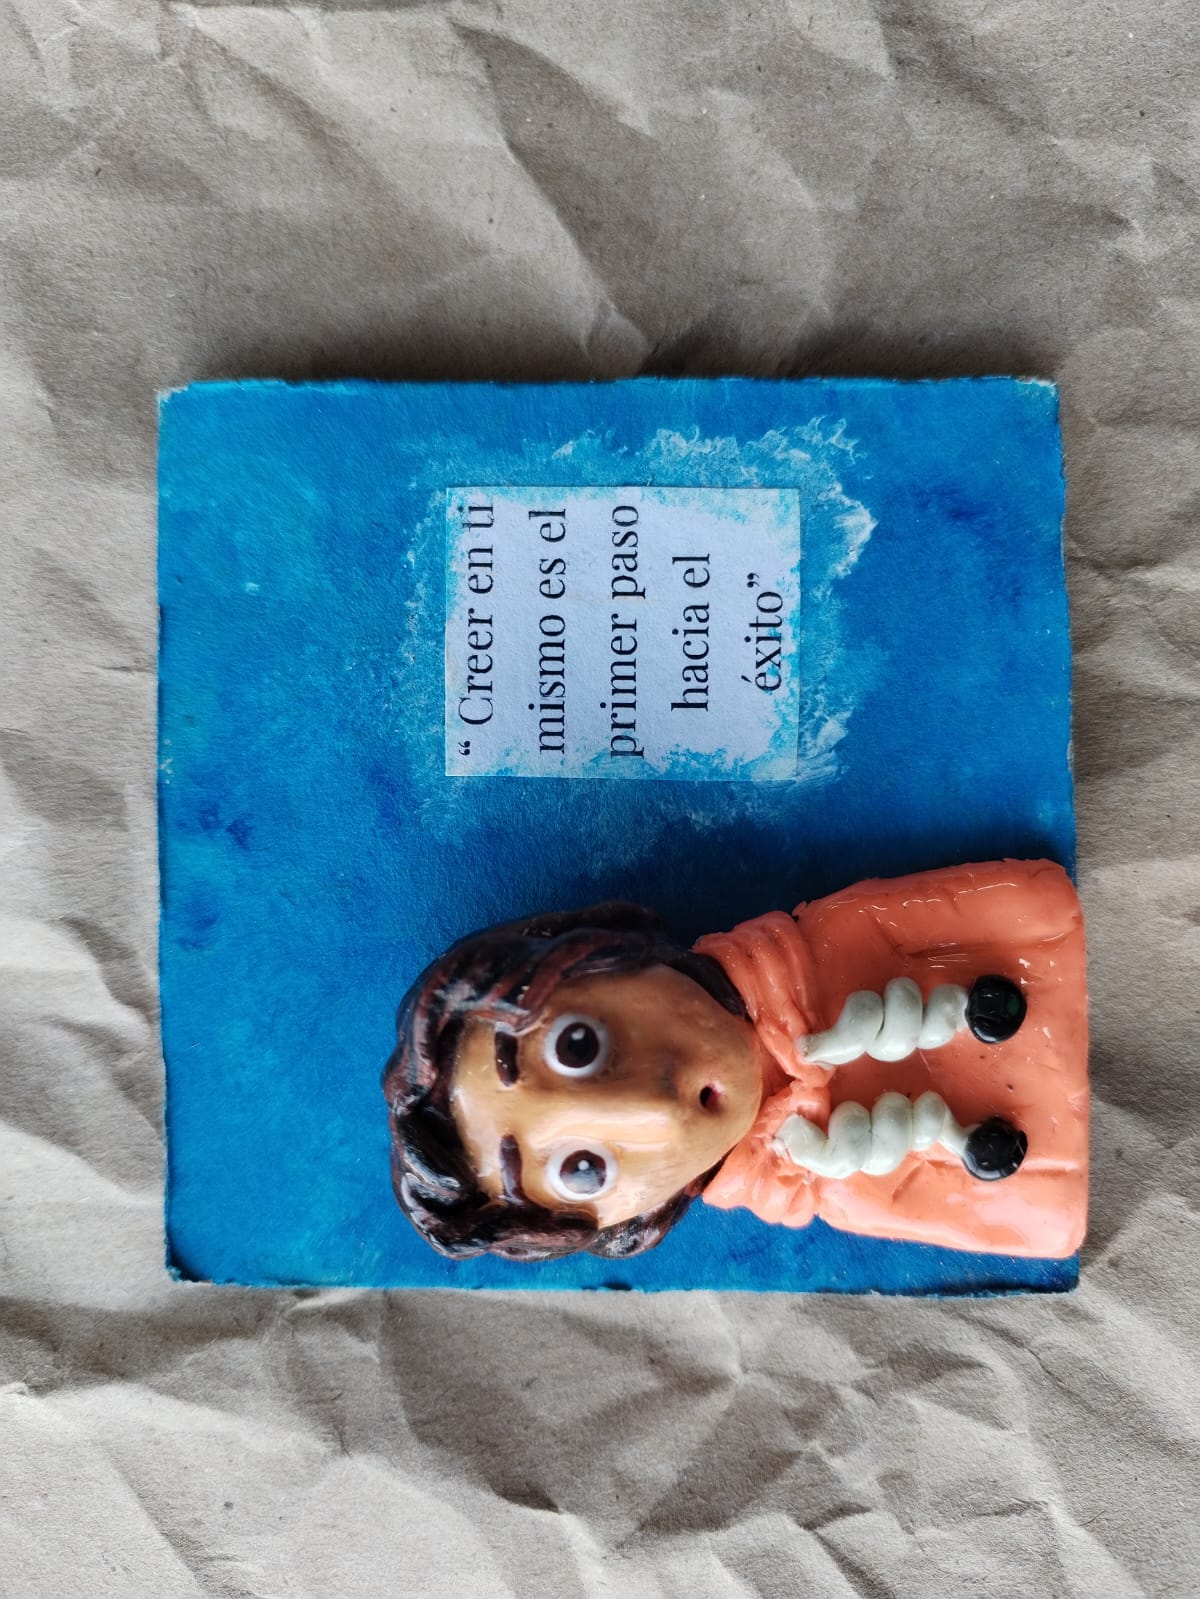 “ Creer en ti
mismo es el
primer paso
hacia el
éxito”